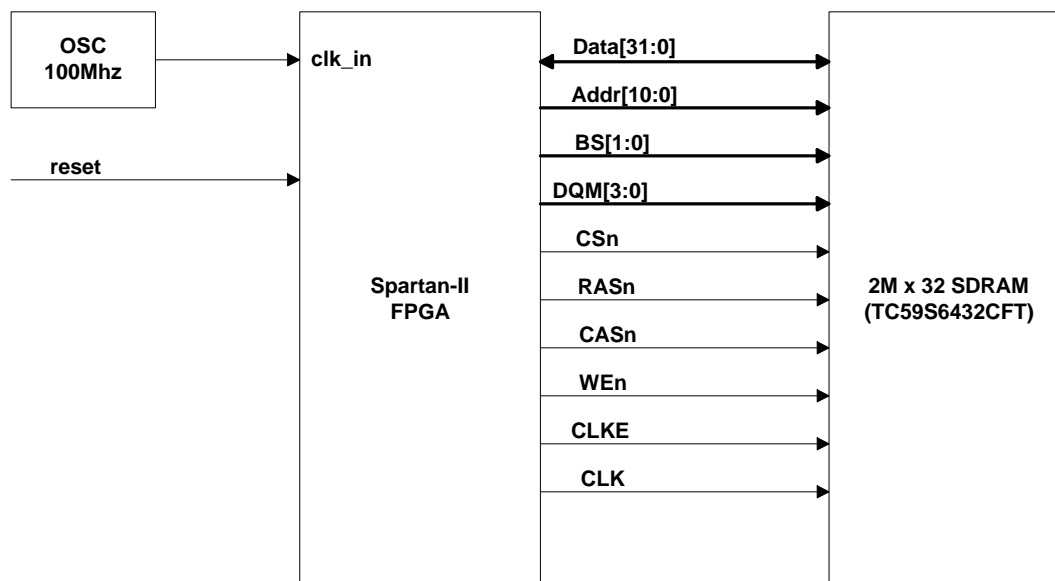 OSC
100Mhz
clk_in
reset
Spartan-II
FPGA
Data[31:0]
Addr[10:0]
BS[1:0]
DQM[3:0]
CSn
RASn
CASn
WEn
CLKE
CLK
2M x 32 SDRAM
(TC59S6432CFT)